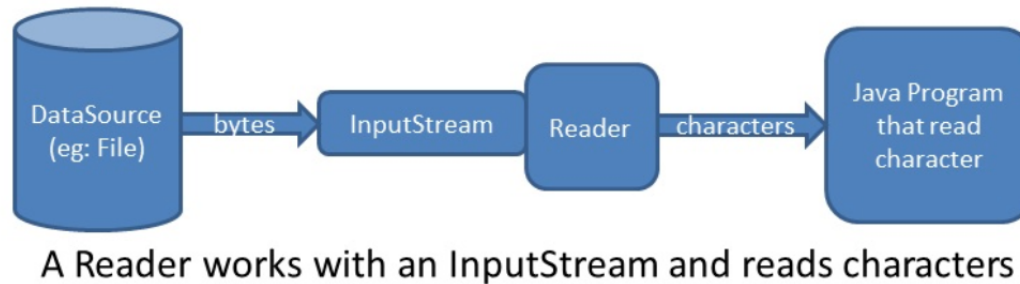 DataSource
(eg: File)
bytes
InputStream
Reader
characters
Java Program
that read
character
A Reader works with an InputStream and reads characters